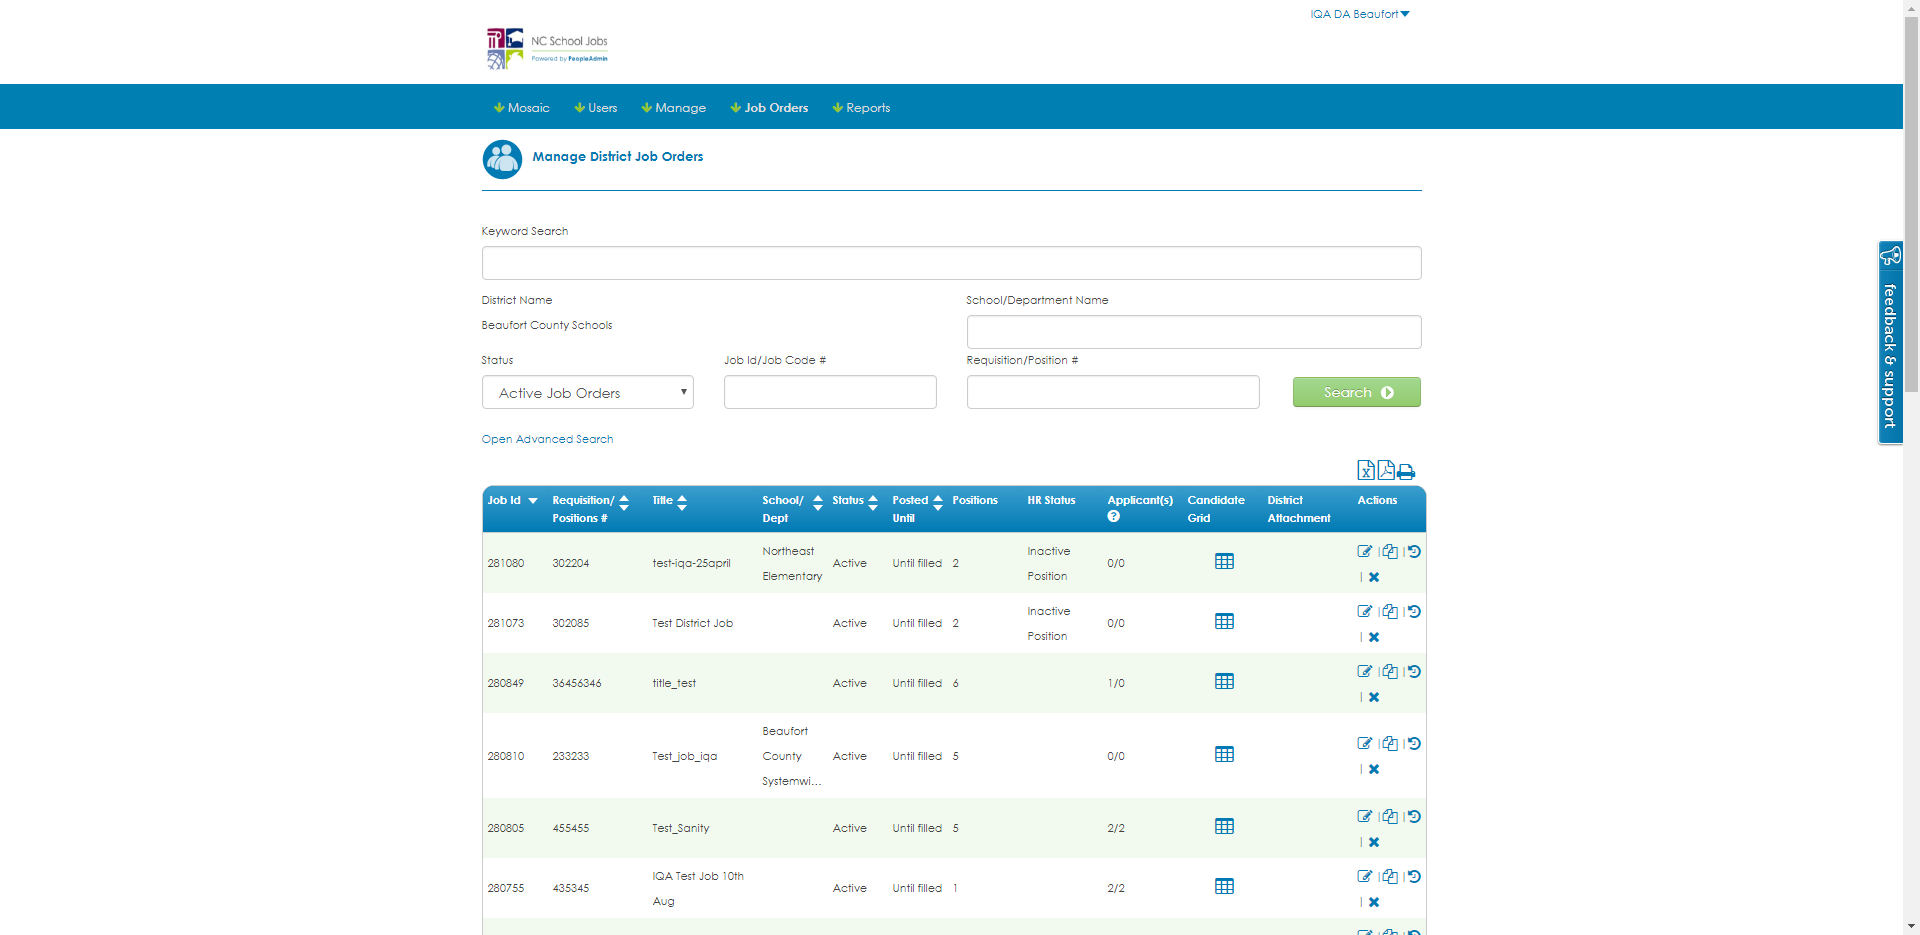 IQA DA Beaufort
NC School Jobs
Powered by PeopleAdmin
Mosaic Users Manage Job Orders Reports
Manage District Job Orders
Keyword Search
District Name School/Department Name
Beaufort County Schools
Status Job Id/Job Code # Requisition/Position #
Active Job Orders Search
feedback & support
Open Advanced Search
Job Id Requisition/ Title School/ Status Posted Positions HR Status Applicant(s) Candidate District Actions
Positions # Dept Until Grid Attachment
Northeast Inactive
281080 302204 test-iqa-25april Active Until filled 2 0/0
Elementary Position
Inactive
281073 302085 Test District Job Active Until filled 2 0/0
Position
280849 36456346 title_test Active Until filled 6 1/0
Beaufort
280810 233233 Test_job_iqa County Active Until filled 5 0/0
Systemwi...
280805 455455 Test_Sanity Active Until filled 5 2/2
IQA Test Job 10th
280755 435345 Active Until filled 1 2/2
Aug